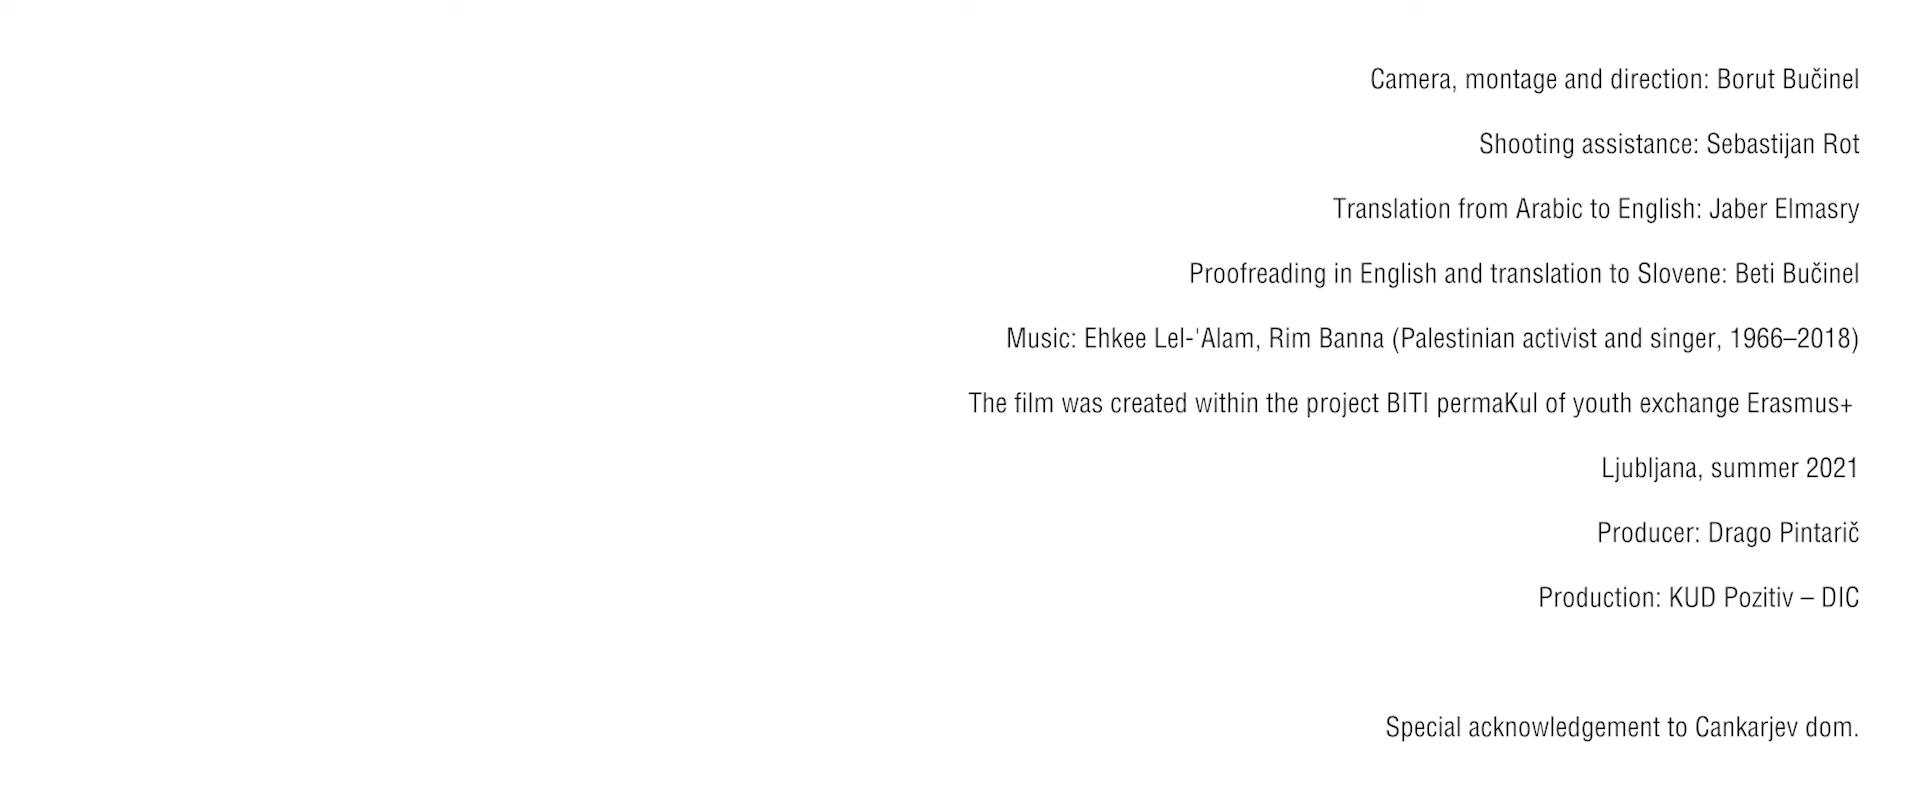 Camera, montage and direction: Borut Bučinel
Shooting assistance: Sebastijan Rot
Translation from Arabic to English: Jaber Elmasry
Proofreading in English and translation to Slovene: Beti Bučinel
Music: Ehkee Lel-'Alam, Rim Banna (Palestinian activist and singer, 1966–2018)
The film was created within the project BITI permaKul of youth exchange Erasmus+
Ljubljana, summer 2021
Producer: Drago Pintarič
Production: KUD Pozitiv – DIC
Special acknowledgement to Cankarjev dom.